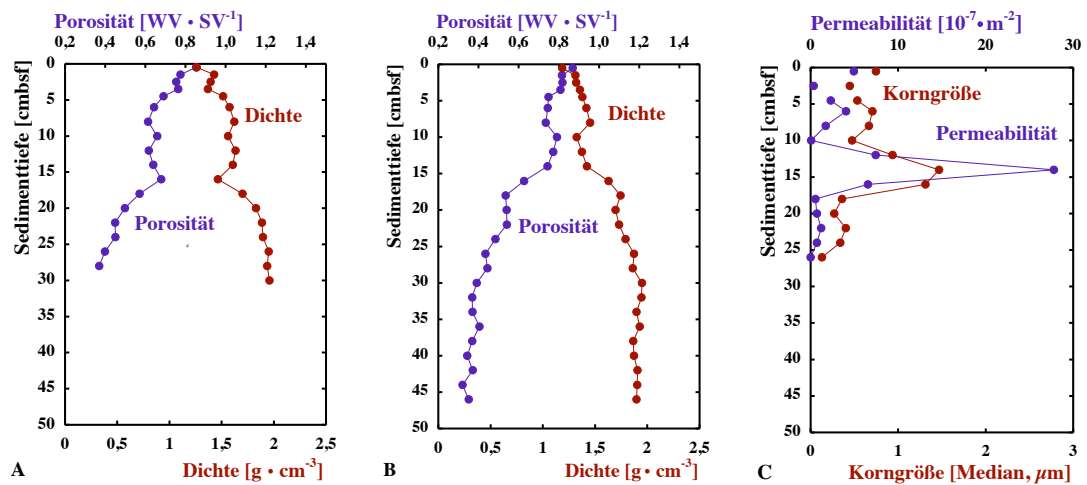 Porosität [WV • SV⁻¹]
0,2 0,4 0,6 0,8 1 1,2 1,4
Sedimenttiefe [cmbsf]
0
5
10
15
20
25
30
35
40
45
50
Dichte
Porosität
0 0,5 1 1,5 2 2,5
A
Dichte [g • cm⁻³]
Porosität [WV • SV⁻¹]
0,2 0,4 0,6 0,8 1 1,2 1,4
Sedimenttiefe [cmbsf]
0
5
10
15
20
25
30
35
40
45
50
Dichte
Porosität
0 0,5 1 1,5 2 2,5
B
Dichte [g • cm⁻³]
Permeabilität [10⁻⁷ • m⁻²]
0 10 20 30
Sedimenttiefe [cmbsf]
0
5
10
15
20
25
30
35
40
45
50
Korngröße
Permeabilität
0 1 2 3
C
Korngröße [Median, µm]